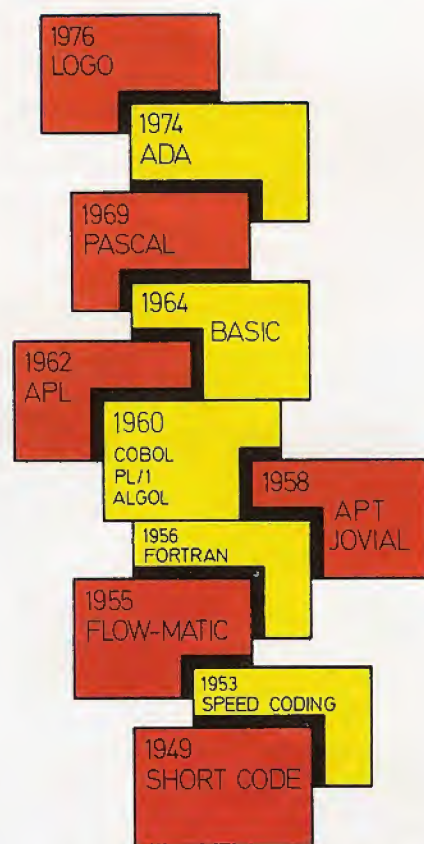 1976
LOGO
1974
ADA
1969
PASCAL
1964
BASIC
1962
APL
1960
COBOL
PL/1
ALGOL
1958
APT
JOVIAL
1956
FORTRAN
1955
FLOW-MATIC
1953
SPEED CODING
1949
SHORT CODE